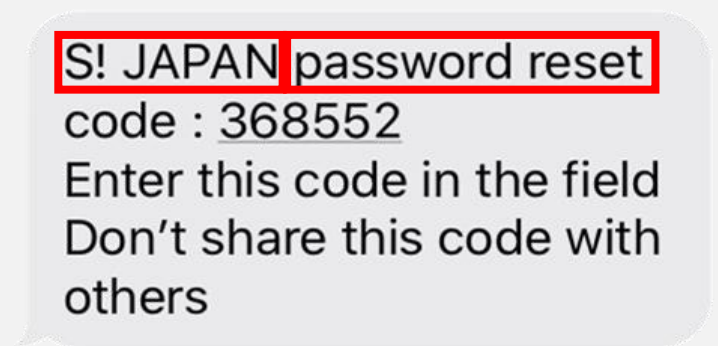 S! JAPAN password reset
code : 368552
Enter this code in the field
Don’t share this code with
others